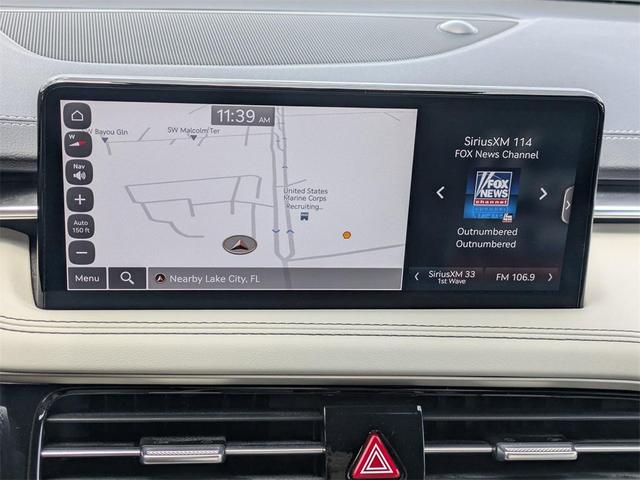 11:39 AM
W Bayou Gln
SW Malcolm Ter
W
Nav
Auto
150 ft
United States
Marine Corps
Recruiting...
Menu
Nearby Lake City, FL
SiriusXM 114
FOX News Channel
FOX
NEWS
channel
Outnumbered
Outnumbered
SiriusXM 33
1st Wave
FM 106.9